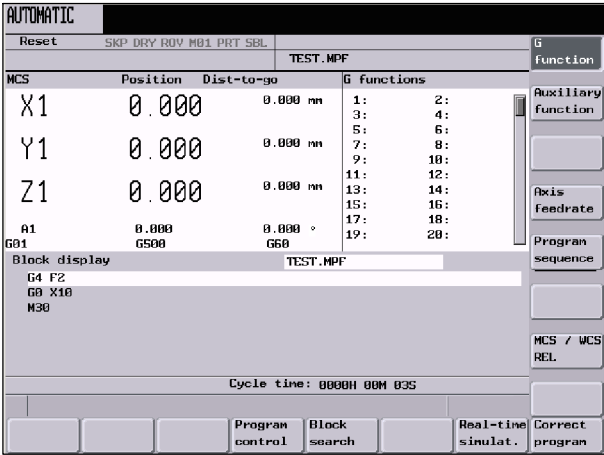 AUTOMATIC
Reset SKP DRY ROV M01 PRT SBL
TEST.MPF
MCS Position Dist-to-go
X1 0.000 0.000 mm
Y1 0.000 0.000 mm
Z1 0.000 0.000 mm
A1 0.000 0.000 °
G01 G500 G60
G functions
1: 2:
3: 4:
5: 6:
7: 8:
9: 10:
11: 12:
13: 14:
15: 16:
17: 18:
19: 20:
Block display TEST.MPF
G4 F2
G0 X10
M30
Cycle time: 0000H 00M 03S
G
function
Auxiliary
function
Axis
feedrate
Program
sequence
MCS / WCS
REL
Program
control
Block
search
Real-time
simulat.
Correct
program